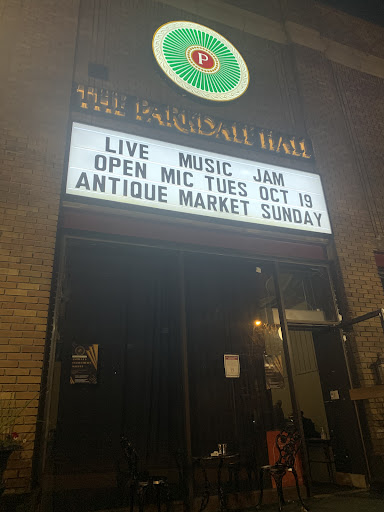 P
THE PARKDALE HALL
LIVE MUSIC JAM
OPEN MIC TUES OCT 19
ANTIQUE MARKET SUNDAY